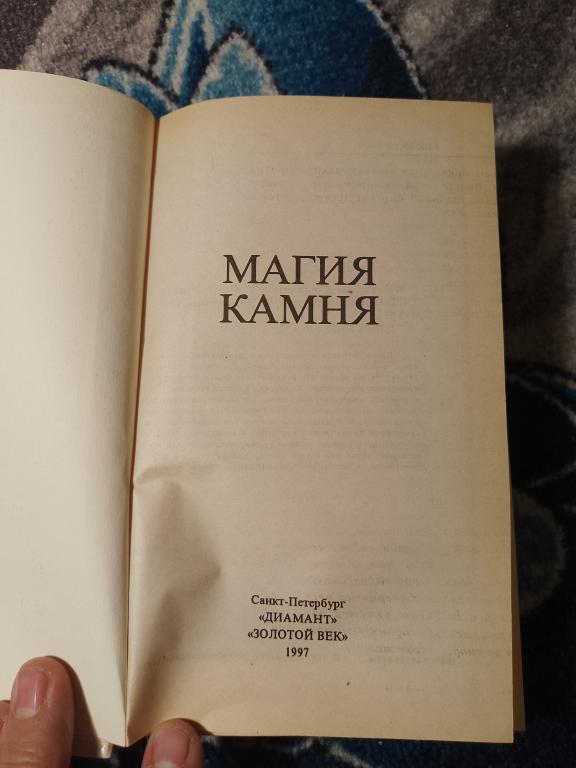 МАГИЯ
КАМНЯ
Санкт-Петербург
«ДИАМАНТ»
«ЗОЛОТОЙ ВЕК»
1997